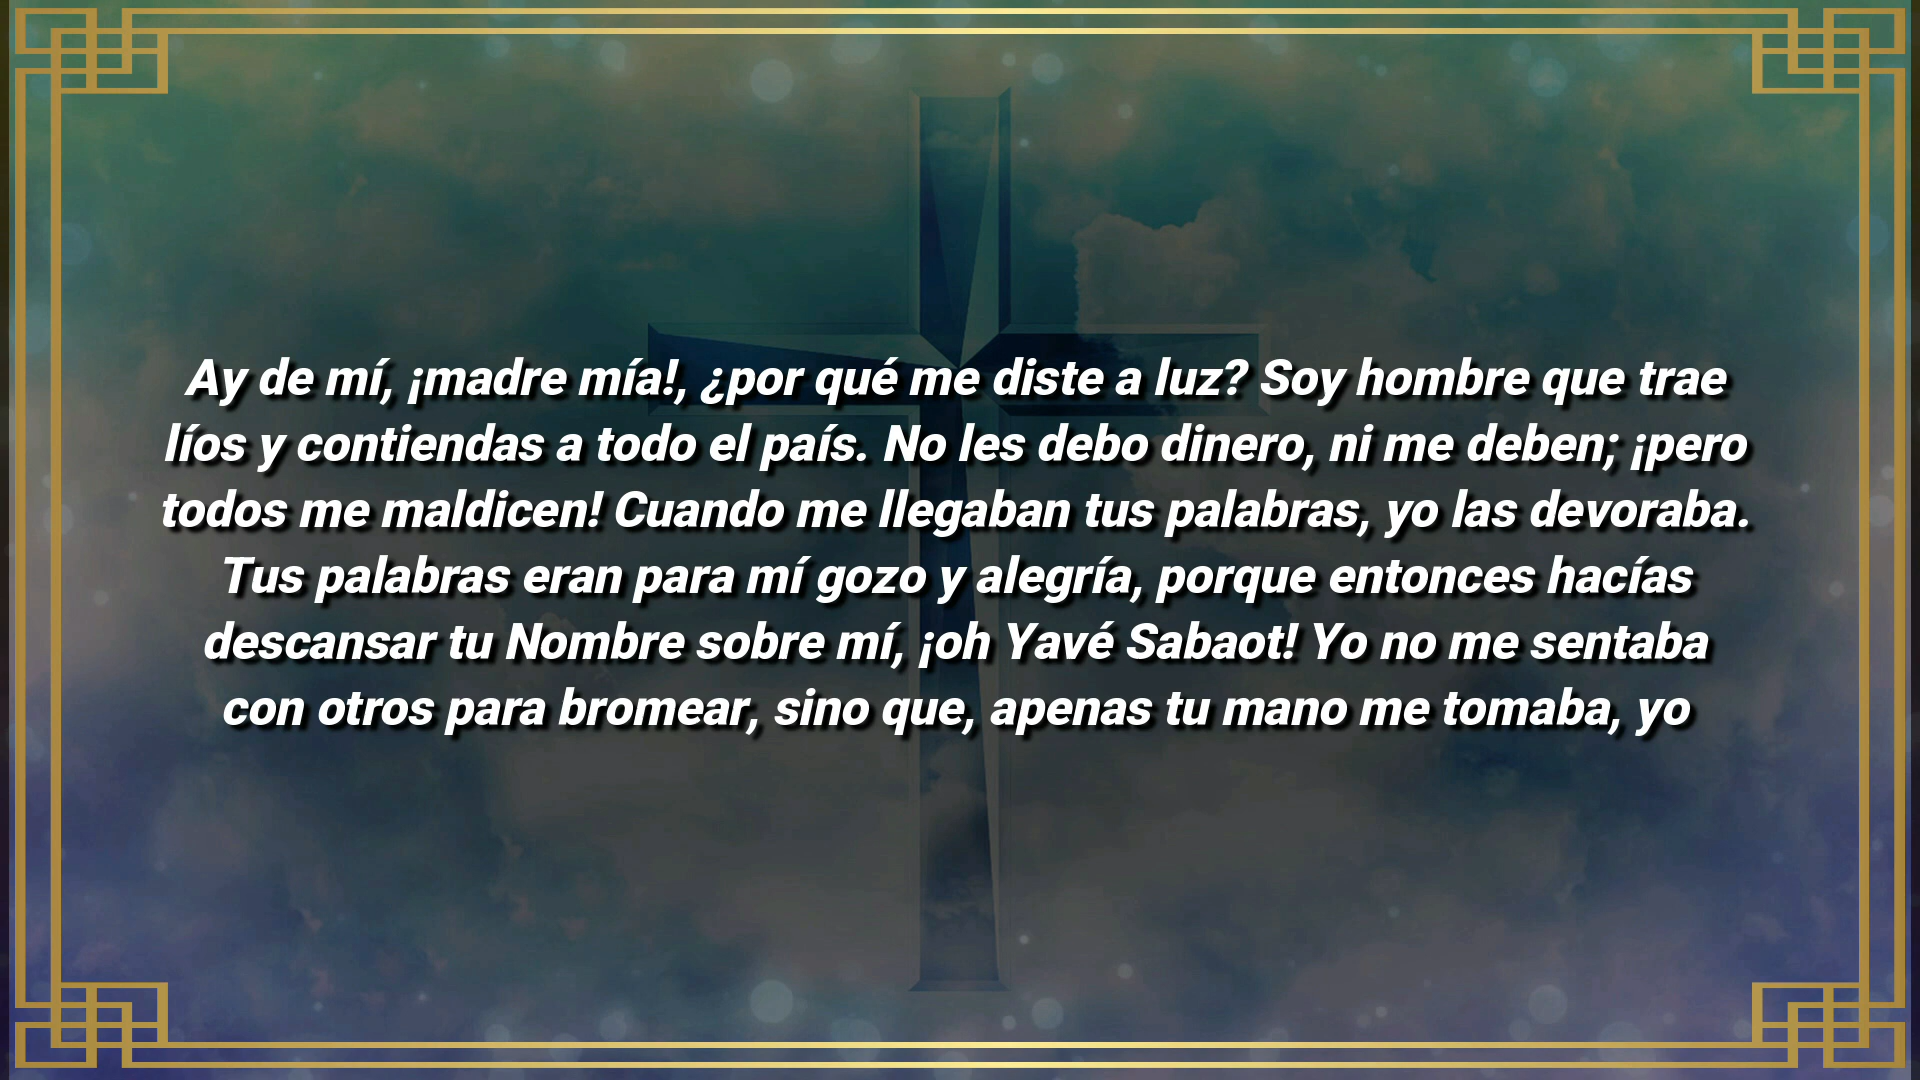 Ay de mí, ¡madre mía!, ¿por qué me diste a luz? Soy hombre que trae
líos y contiendas a todo el país. No les debo dinero, ni me deben; ¡pero
todos me maldicen! Cuando me llegaban tus palabras, yo las devoraba.
Tus palabras eran para mí gozo y alegría, porque entonces hacías
descansar tu Nombre sobre mí, ¡oh Yavé Sabaot! Yo no me sentaba
con otros para bromear, sino que, apenas tu mano me tomaba, yo